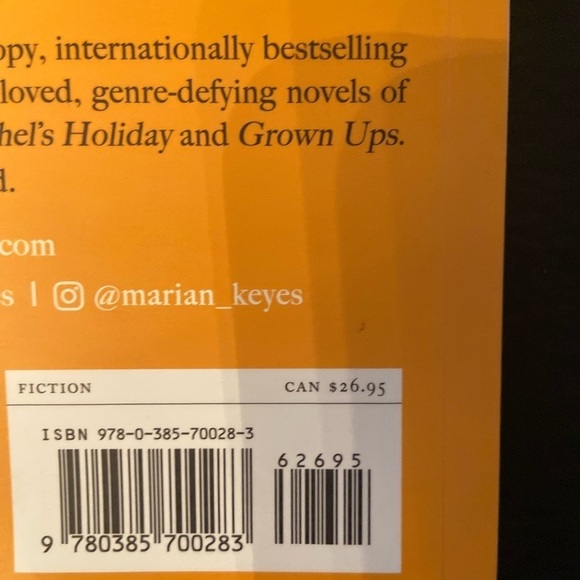 opy, internationally bestselling
loved, genre-defying novels of
hel's Holiday and Grown Ups.
d.
.com
s | @marian_keyes
FICTION CAN $26.95
ISBN 978-0-385-70028-3
62695
9 780385 700283